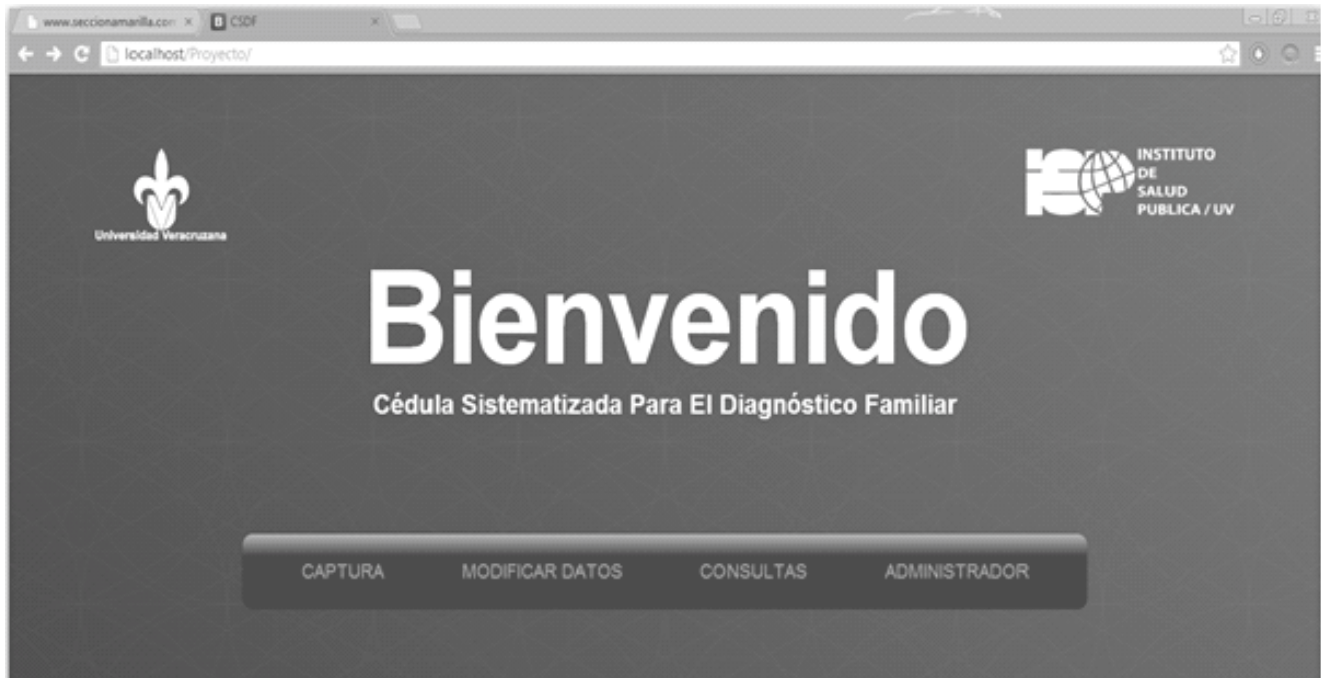 www.seccionamarilla.com
CSDF
localhost/Proyecto/
Universidad Veracruzana
INSTITUTO
DE
SALUD
PUBLICA / UV
Bienvenido
Cédula Sistematizada Para El Diagnóstico Familiar
CAPTURA MODIFICAR DATOS CONSULTAS ADMINISTRADOR